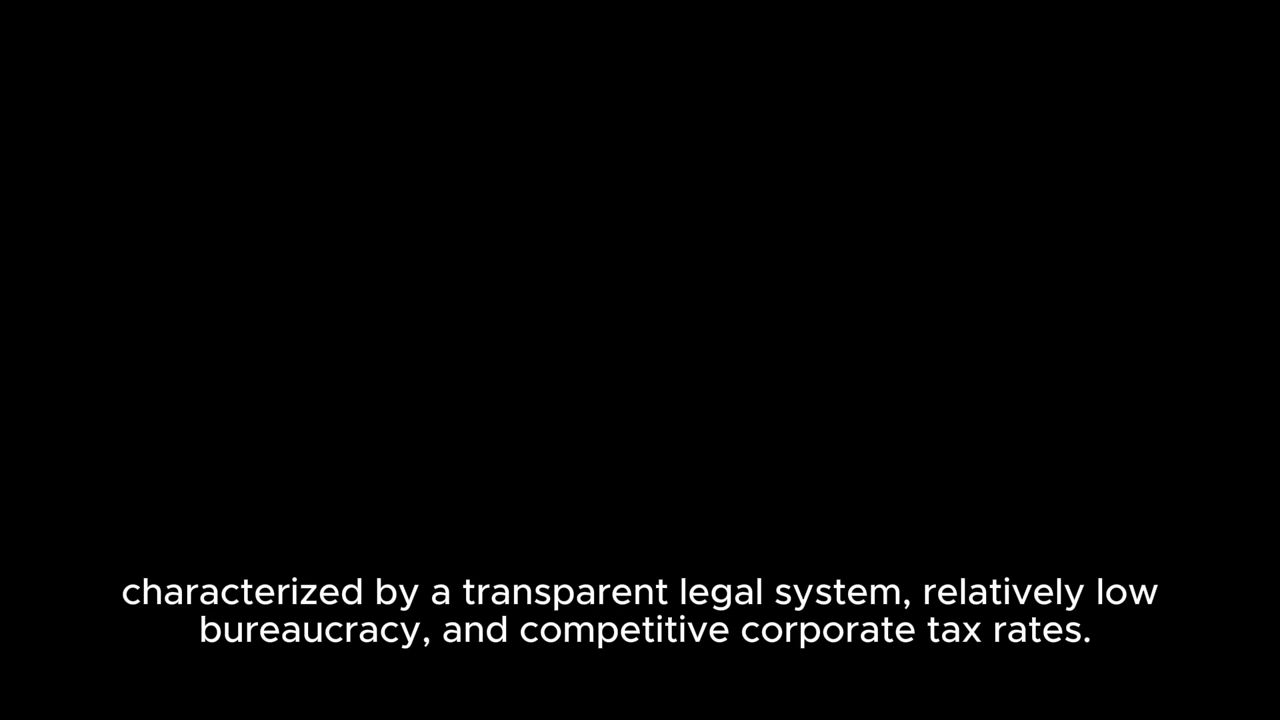 characterized by a transparent legal system, relatively low
bureaucracy, and competitive corporate tax rates.